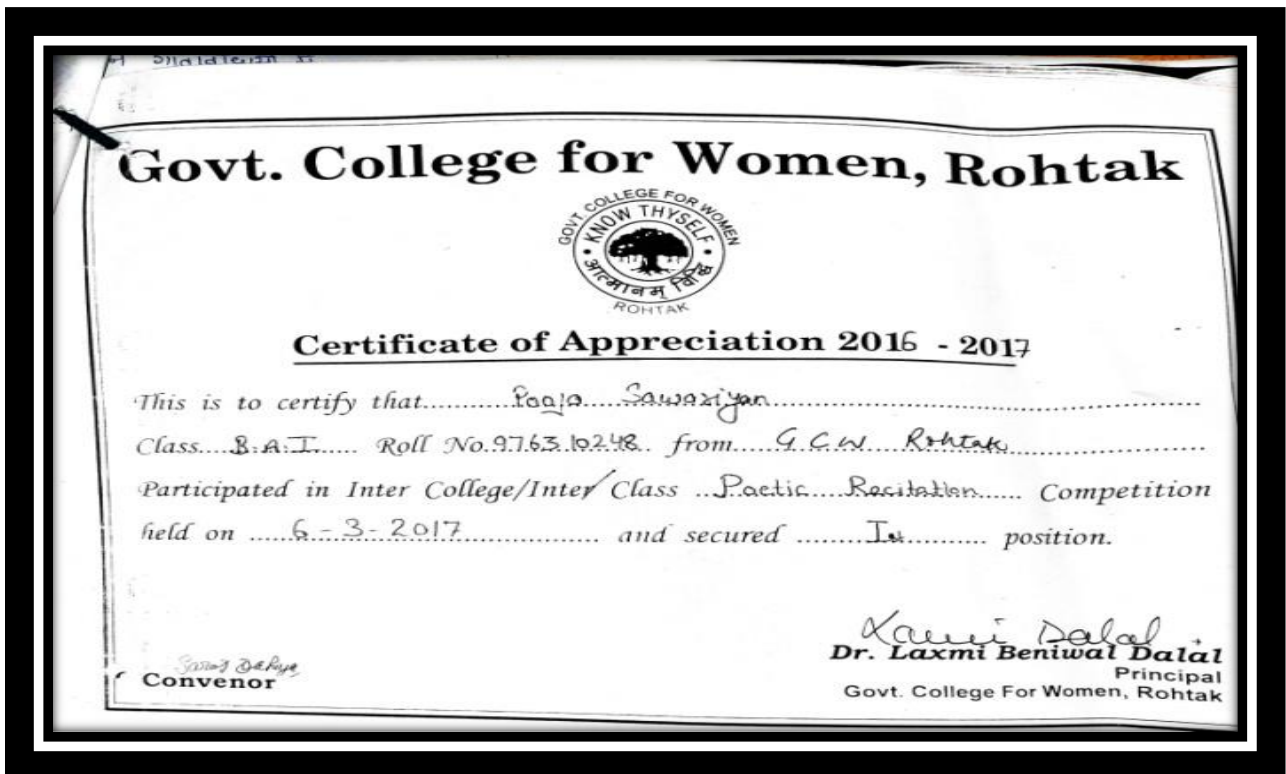 Govt. College for Women, Rohtak
GOVT. COLLEGE FOR WOMEN
KNOW THYSELF
आत्मानम् विद्धि
ROHTAK
Certificate of Appreciation 2016 - 2017
This is to certify that.......... Pooja Sawariyan
Class.... B.A.I. .... Roll No. 976310248 from.... G.C.W. Rohtak
Participated in Inter College/Inter Class .. Poetic Recitation..... Competition
held on .... 6-3-2017 .... and secured ........ Ist ........ position.
Dr. Laxmi Beniwal Dalal
Principal
Govt. College For Women, Rohtak
Convenor